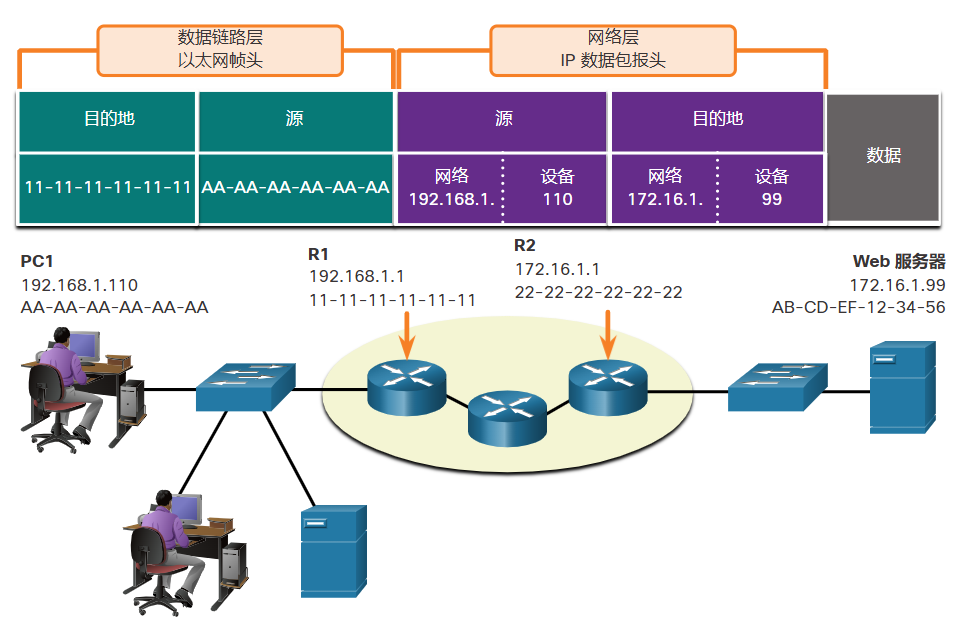 数据链路层
以太网帧头
网络层
IP 数据包报头
目的地
源
源
目的地
数据
11-11-11-11-11-11
AA-AA-AA-AA-AA-AA
网络
192.168.1.
设备
110
网络
172.16.1.
设备
99
PC1
192.168.1.110
AA-AA-AA-AA-AA-AA
R1
192.168.1.1
11-11-11-11-11-11
R2
172.16.1.1
22-22-22-22-22-22
Web 服务器
172.16.1.99
AB-CD-EF-12-34-56